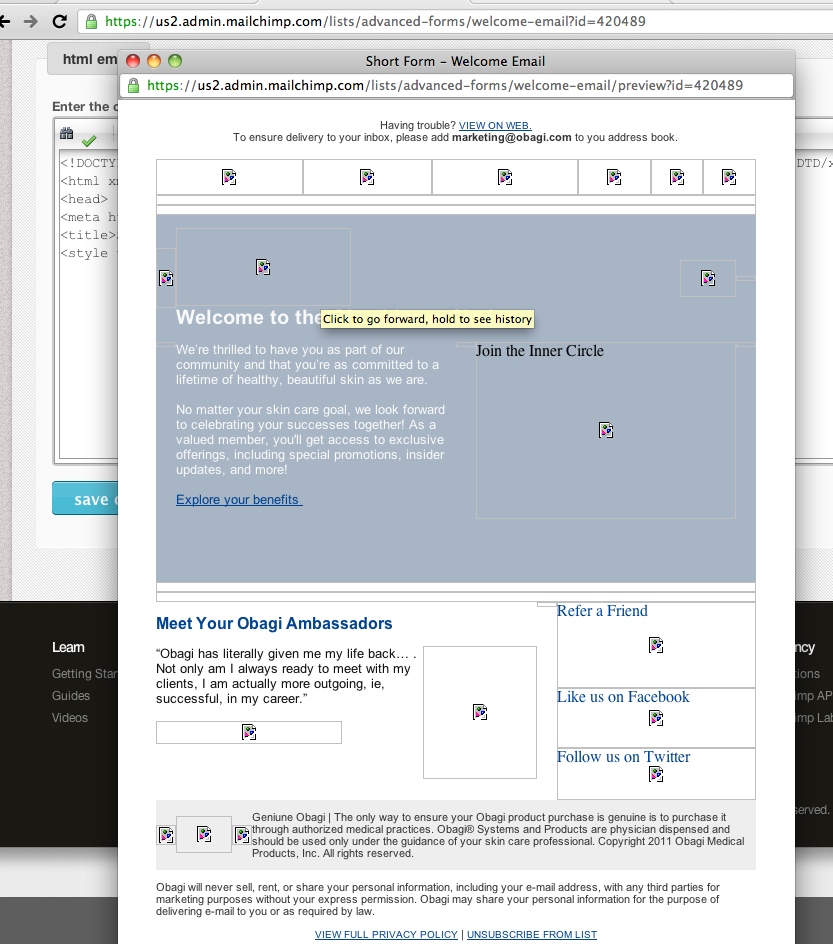 https://us2.admin.mailchimp.com/lists/advanced-forms/welcome-email?id=420489
html em
Short Form – Welcome Email
https://us2.admin.mailchimp.com/lists/advanced-forms/welcome-email/preview?id=420489
Enter the
<!DOCTY
DTD/x
<html xm
<head>
<meta h
<title>
<style
save
Having trouble? VIEW ON WEB.
To ensure delivery to your inbox, please add marketing@obagi.com to you address book.
Welcome to the
Click to go forward, hold to see history
We're thrilled to have you as part of our
community and that you're as committed to a
lifetime of healthy, beautiful skin as we are.
No matter your skin care goal, we look forward
to celebrating your successes together! As a
valued member, you'll get access to exclusive
offerings, including special promotions, insider
updates, and more!
Explore your benefits
Join the Inner Circle
Meet Your Obagi Ambassadors
“Obagi has literally given me my life back… .
Not only am I always ready to meet with my
clients, I am actually more outgoing, ie,
successful, in my career.”
Refer a Friend
Like us on Facebook
Follow us on Twitter
Geniune Obagi | The only way to ensure your Obagi product purchase is genuine is to purchase it
through authorized medical practices. Obagi® Systems and Products are physician dispensed and
should be used only under the guidance of your skin care professional. Copyright 2011 Obagi Medical
Products, Inc. All rights reserved.
Obagi will never sell, rent, or share your personal information, including your e-mail address, with any third parties for
marketing purposes without your express permission. Obagi may share your personal information for the purpose of
delivering e-mail to you or as required by law.
VIEW FULL PRIVACY POLICY | UNSUBSCRIBE FROM LIST
Learn
Getting Star
Guides
Videos
ncy
tions
imp AP
imp Lab
served.